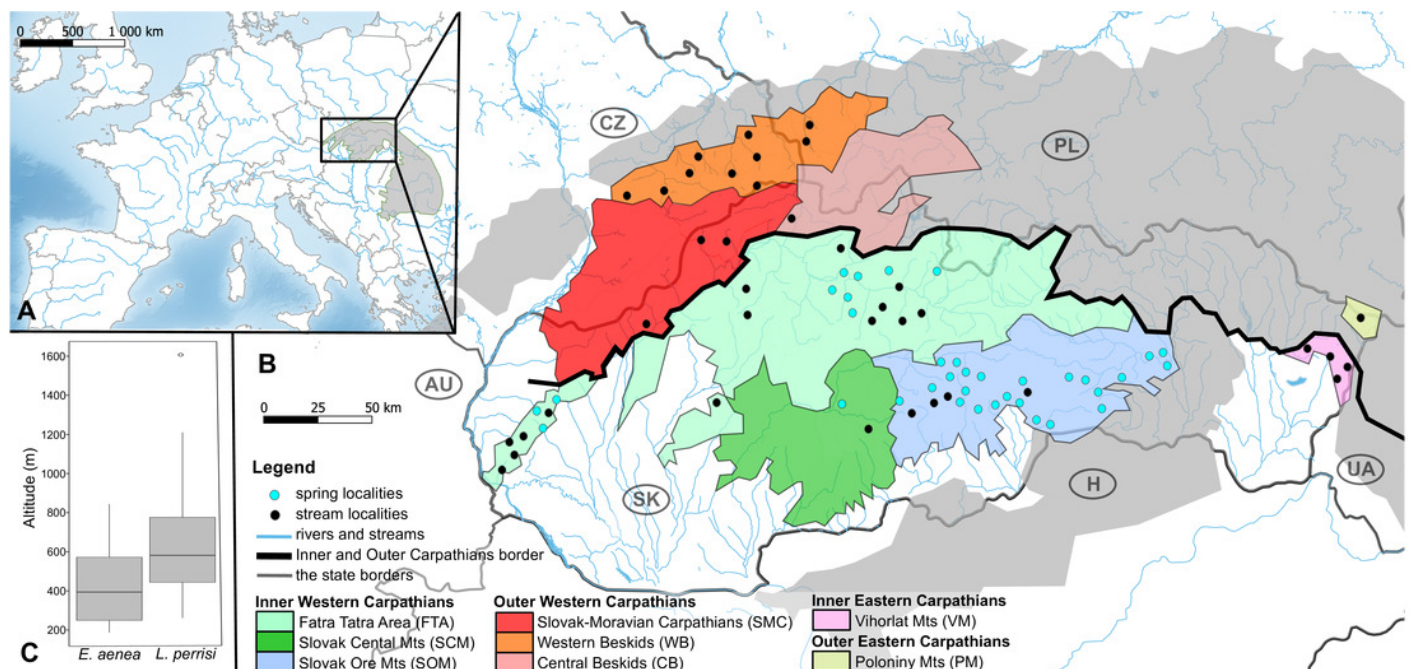 0 500 1 000 km
A
CZ
PL
AU
SK
H
UA
B
0 25 50 km
Legend
spring localities
stream localities
rivers and streams
Inner and Outer Carpathians border
the state borders
Inner Western Carpathians
Fatra Tatra Area (FTA)
Slovak Cental Mts (SCM)
Slovak Ore Mts (SOM)
Outer Western Carpathians
Slovak-Moravian Carpathians (SMC)
Western Beskids (WB)
Central Beskids (CB)
Inner Eastern Carpathians
Vihorlat Mts (VM)
Outer Eastern Carpathians
Poloniny Mts (PM)
Altitude (m)
1600
1400
1200
1000
800
600
400
200
C
E. aenea L. perrisi